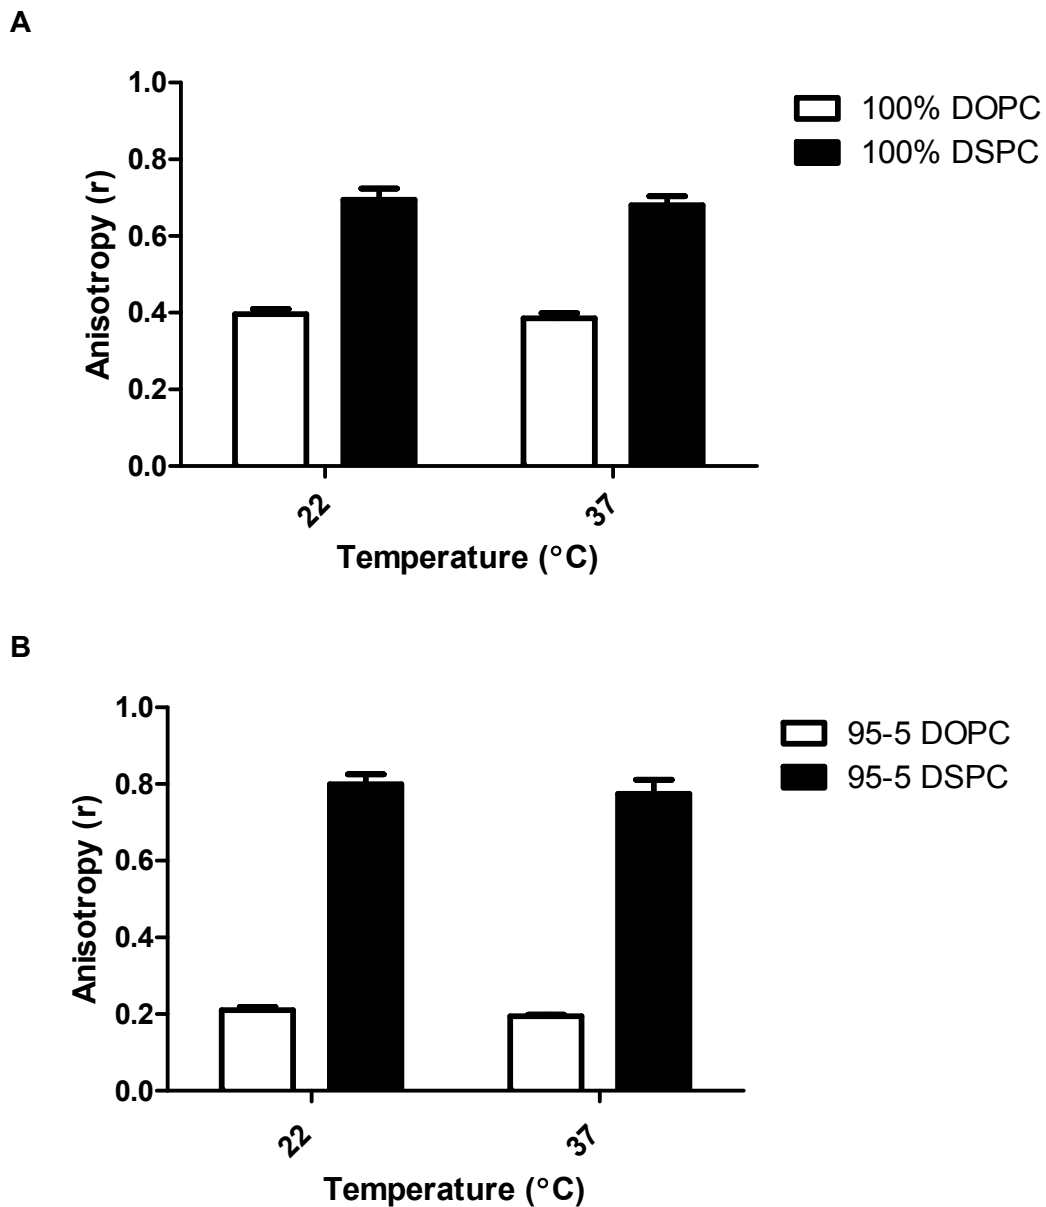 A
1.0
0.8
0.6
0.4
0.2
0.0
Anisotropy (r)
22
37
Temperature (°C)
100% DOPC
100% DSPC
B
1.0
0.8
0.6
0.4
0.2
0.0
Anisotropy (r)
22
37
Temperature (°C)
95-5 DOPC
95-5 DSPC